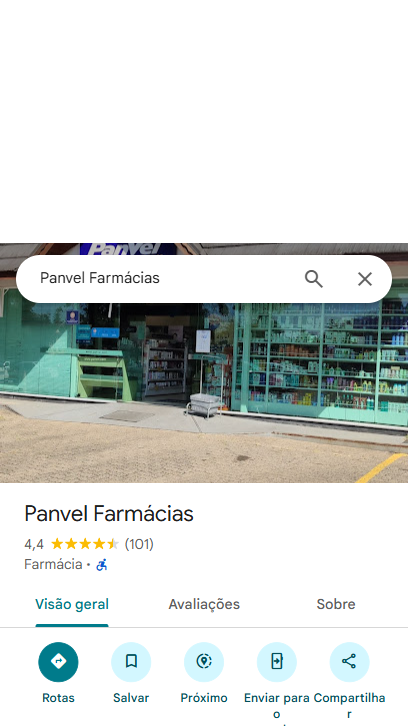 Panvel
Panvel Farmácias
Panvel Farmácias
4,4 (101)
Farmácia ·
Visão geral Avaliações Sobre
Rotas Salvar Próximo Enviar para o Compartilhar